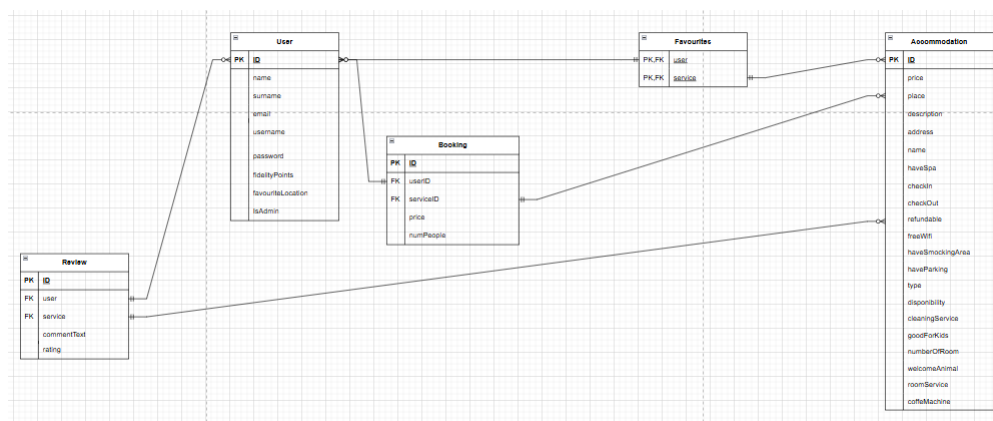 User
PK ID
name
surname
email
username
password
fidelityPoints
favouriteLocation
IsAdmin
Favourites
PK,FK user
PK,FK service
Accommodation
PK ID
price
place
description
address
name
haveSpa
checkIn
checkOut
refundable
freeWifi
haveSmockingArea
haveParking
type
disponibility
cleaningService
goodForKids
numberOfRoom
welcomeAnimal
roomService
coffeMachine
Booking
PK ID
FK userID
FK serviceID
price
numPeople
Review
PK ID
FK user
FK service
commentText
rating